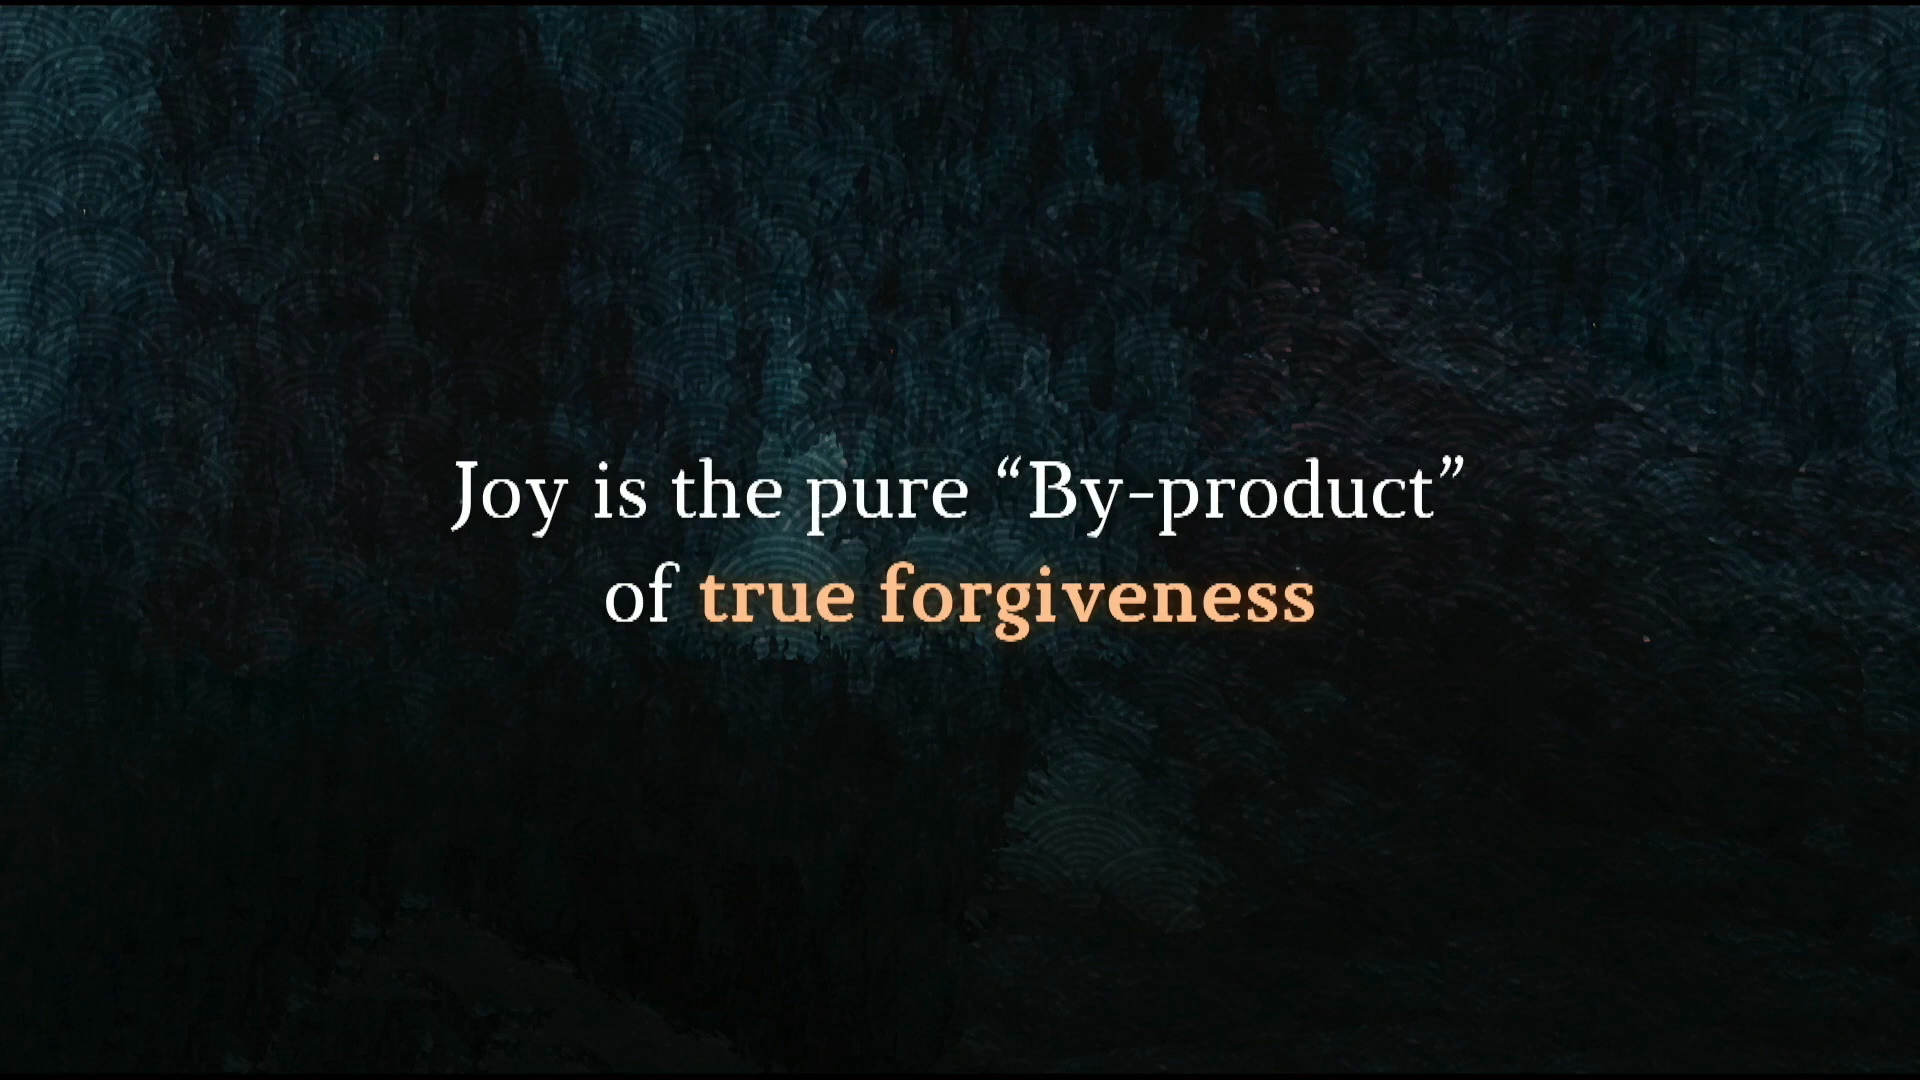 Joy is the pure “By-product”
of true forgiveness